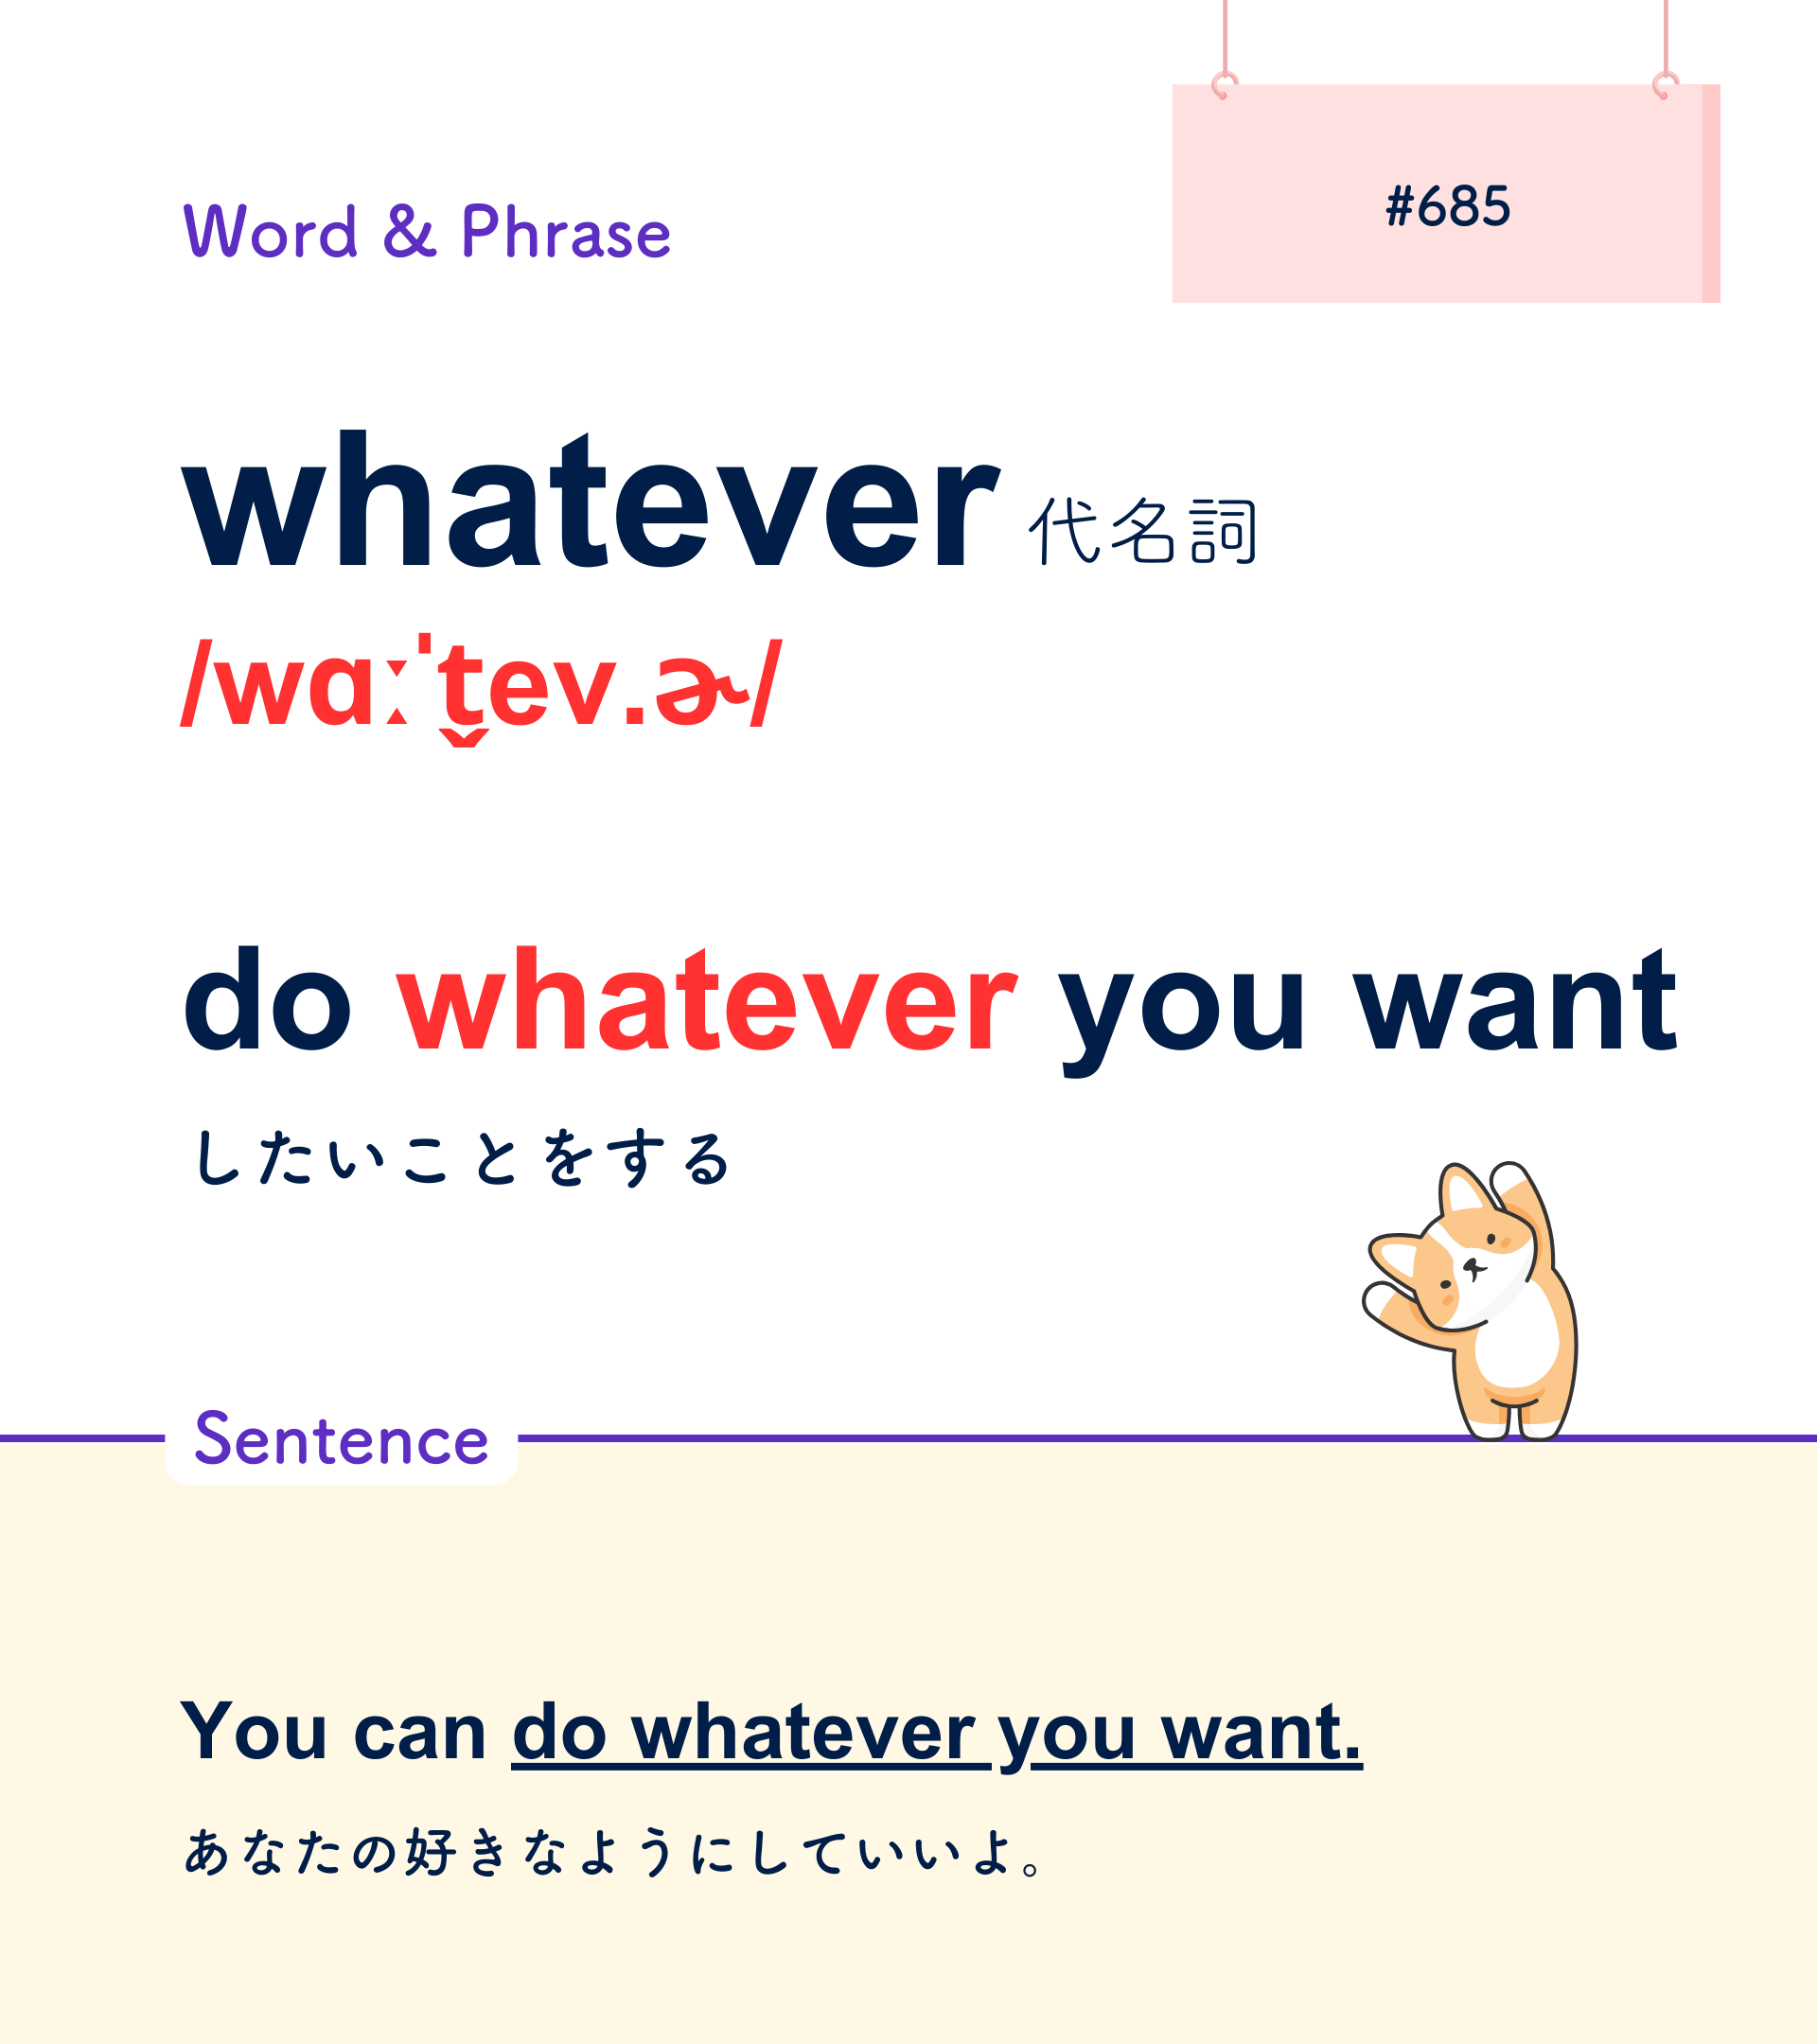 #685
Word & Phrase
whatever 代名詞
/wɑːˈt̬ev.ɚ/
do whatever you want
したいことをする
Sentence
You can do whatever you want.
あなたの好きなようにしていいよ。